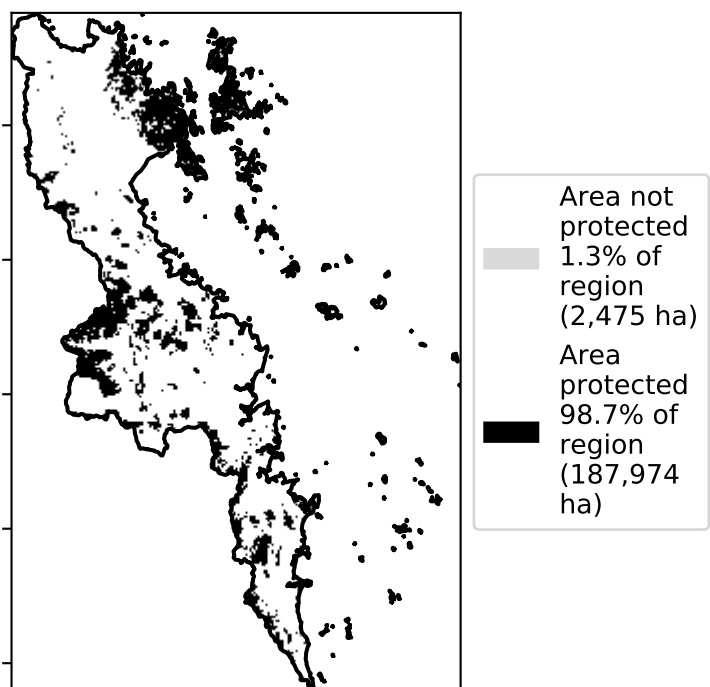 Area not
protected
1.3% of
region
(2,475 ha)
Area
protected
98.7% of
region
(187,974
ha)